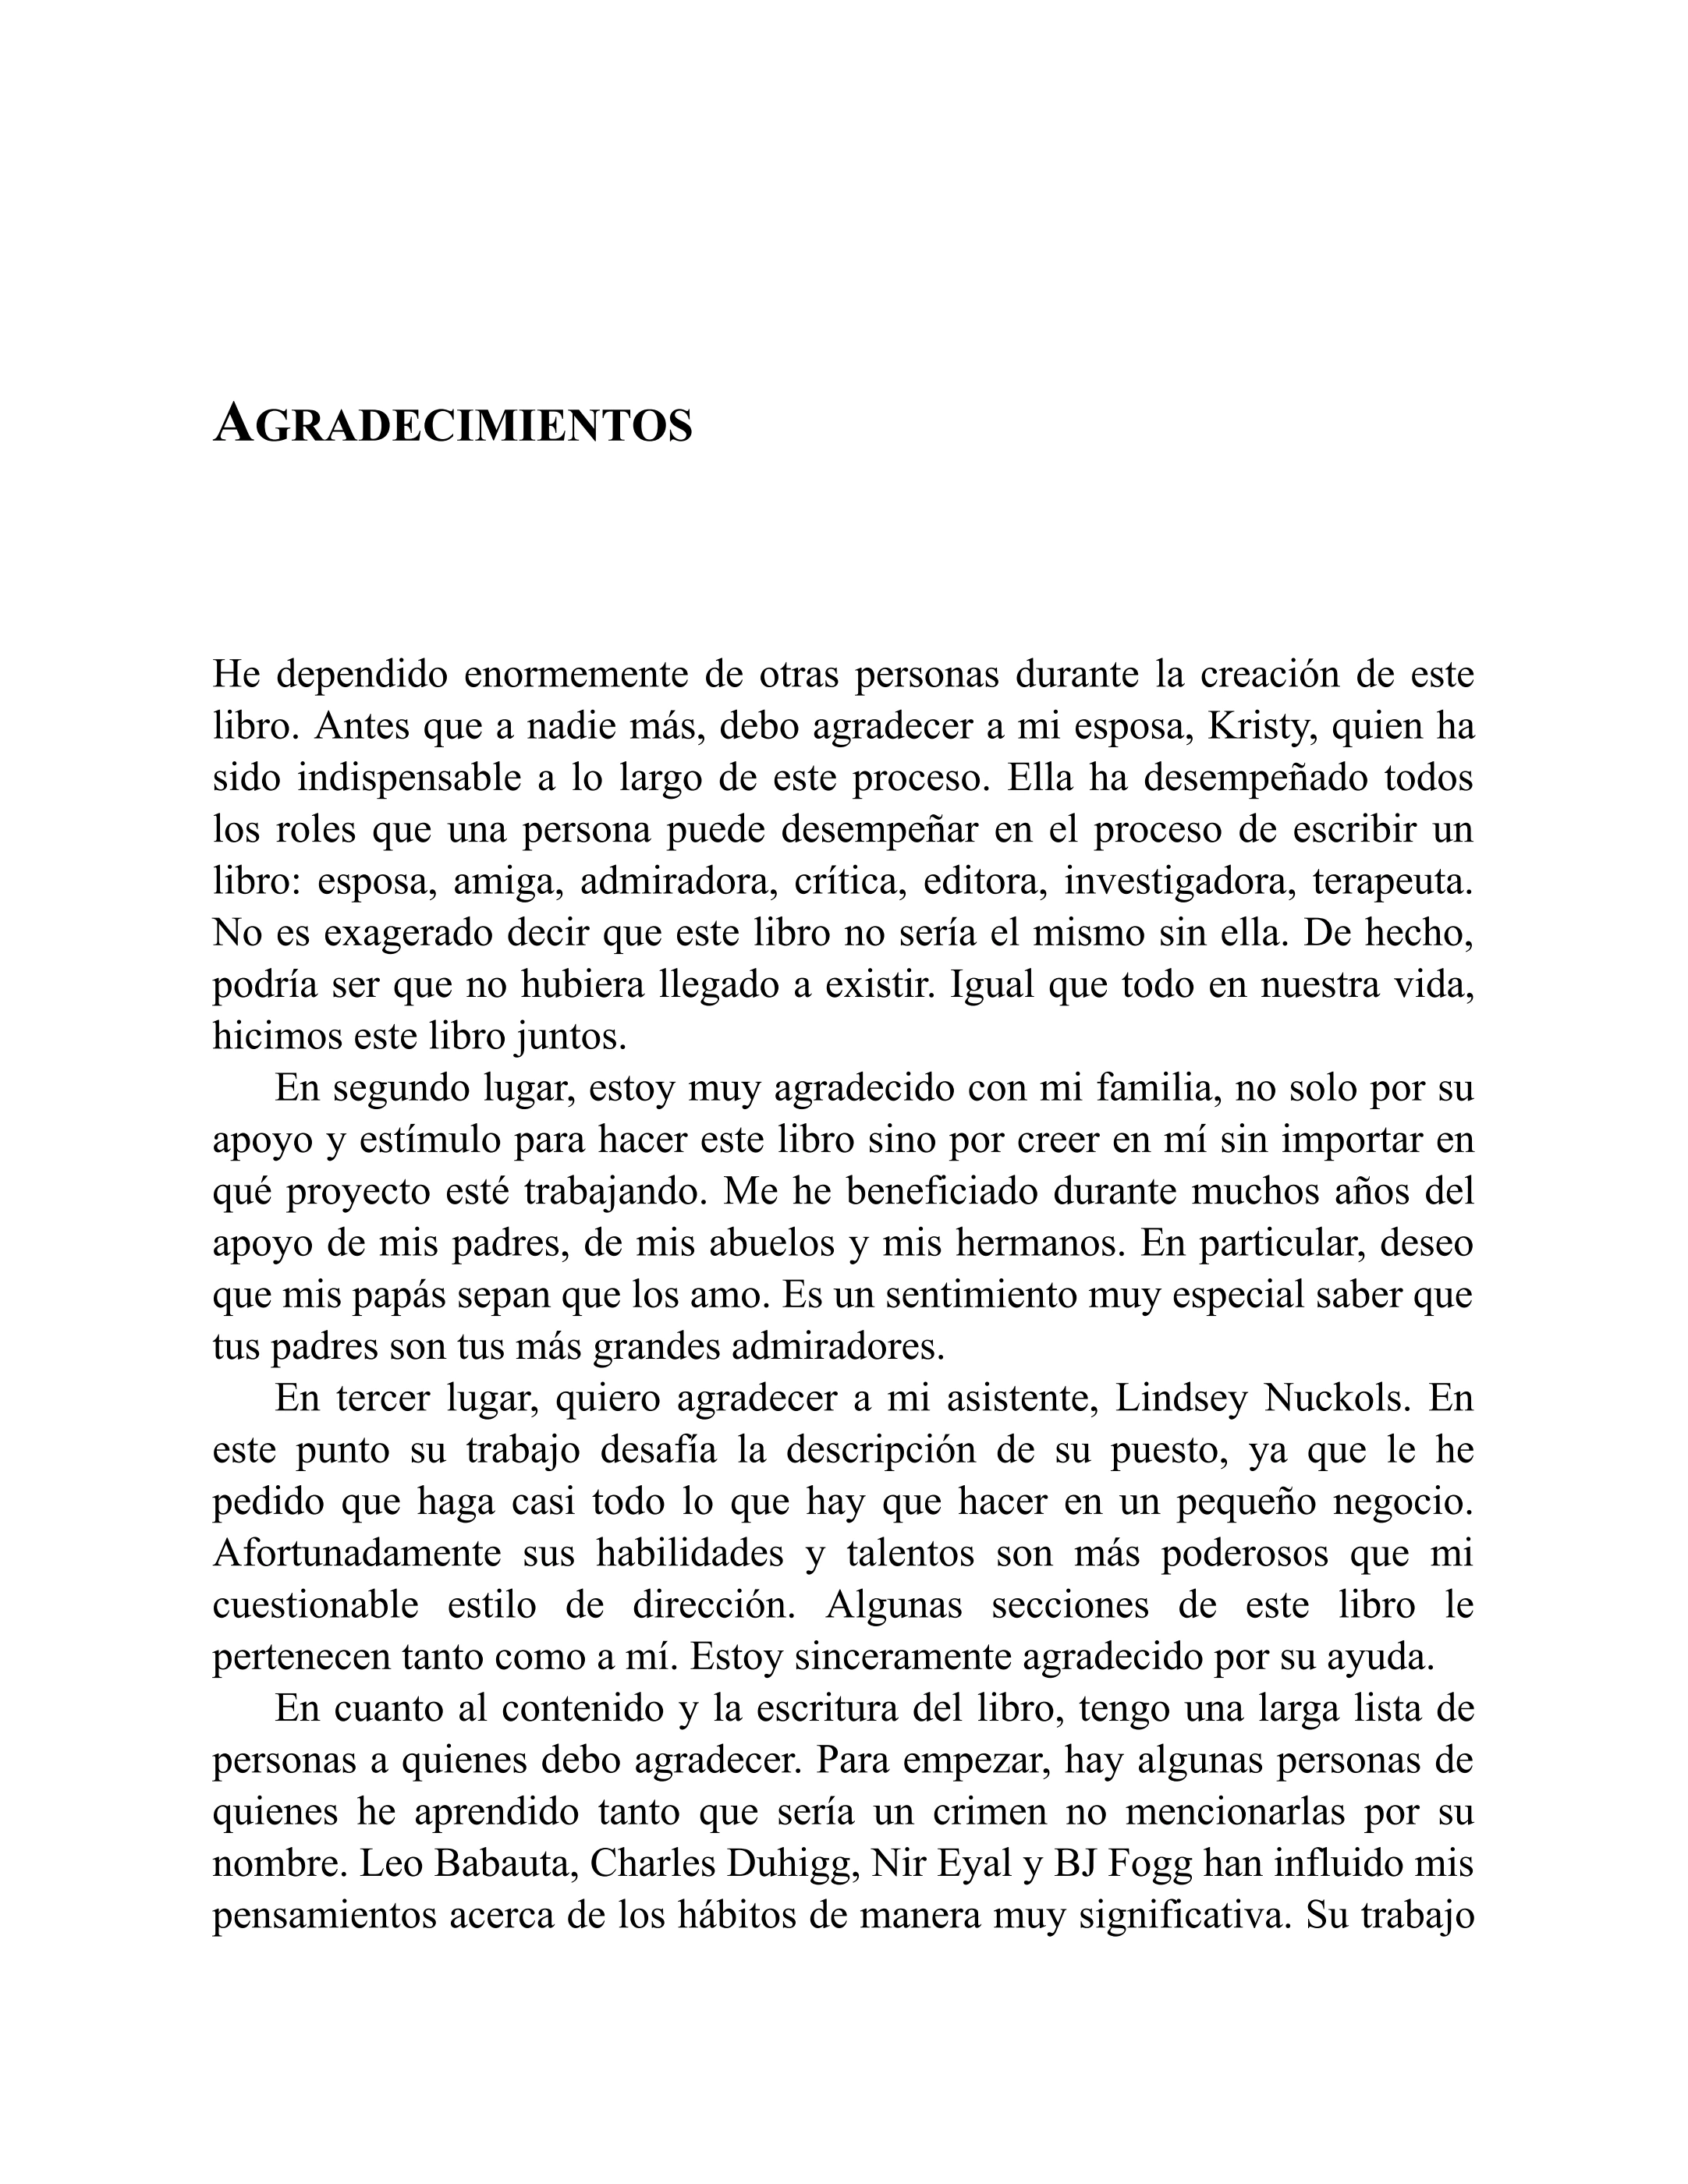 AGRADECIMIENTOS
He dependido enormemente de otras personas durante la creación de este
libro. Antes que a nadie más, debo agradecer a mi esposa, Kristy, quien ha
sido indispensable a lo largo de este proceso. Ella ha desempeñado todos
los roles que una persona puede desempeñar en el proceso de escribir un
libro: esposa, amiga, admiradora, crítica, editora, investigadora, terapeuta.
No es exagerado decir que este libro no sería el mismo sin ella. De hecho,
podría ser que no hubiera llegado a existir. Igual que todo en nuestra vida,
hicimos este libro juntos.
En segundo lugar, estoy muy agradecido con mi familia, no solo por su
apoyo y estímulo para hacer este libro sino por creer en mí sin importar en
qué proyecto esté trabajando. Me he beneficiado durante muchos años del
apoyo de mis padres, de mis abuelos y mis hermanos. En particular, deseo
que mis papás sepan que los amo. Es un sentimiento muy especial saber que
tus padres son tus más grandes admiradores.
En tercer lugar, quiero agradecer a mi asistente, Lindsey Nuckols. En
este punto su trabajo desafía la descripción de su puesto, ya que le he
pedido que haga casi todo lo que hay que hacer en un pequeño negocio.
Afortunadamente sus habilidades y talentos son más poderosos que mi
cuestionable estilo de dirección. Algunas secciones de este libro le
pertenecen tanto como a mí. Estoy sinceramente agradecido por su ayuda.
En cuanto al contenido y la escritura del libro, tengo una larga lista de
personas a quienes debo agradecer. Para empezar, hay algunas personas de
quienes he aprendido tanto que sería un crimen no mencionarlas por su
nombre. Leo Babauta, Charles Duhigg, Nir Eyal y BJ Fogg han influido mis
pensamientos acerca de los hábitos de manera muy significativa. Su trabajo